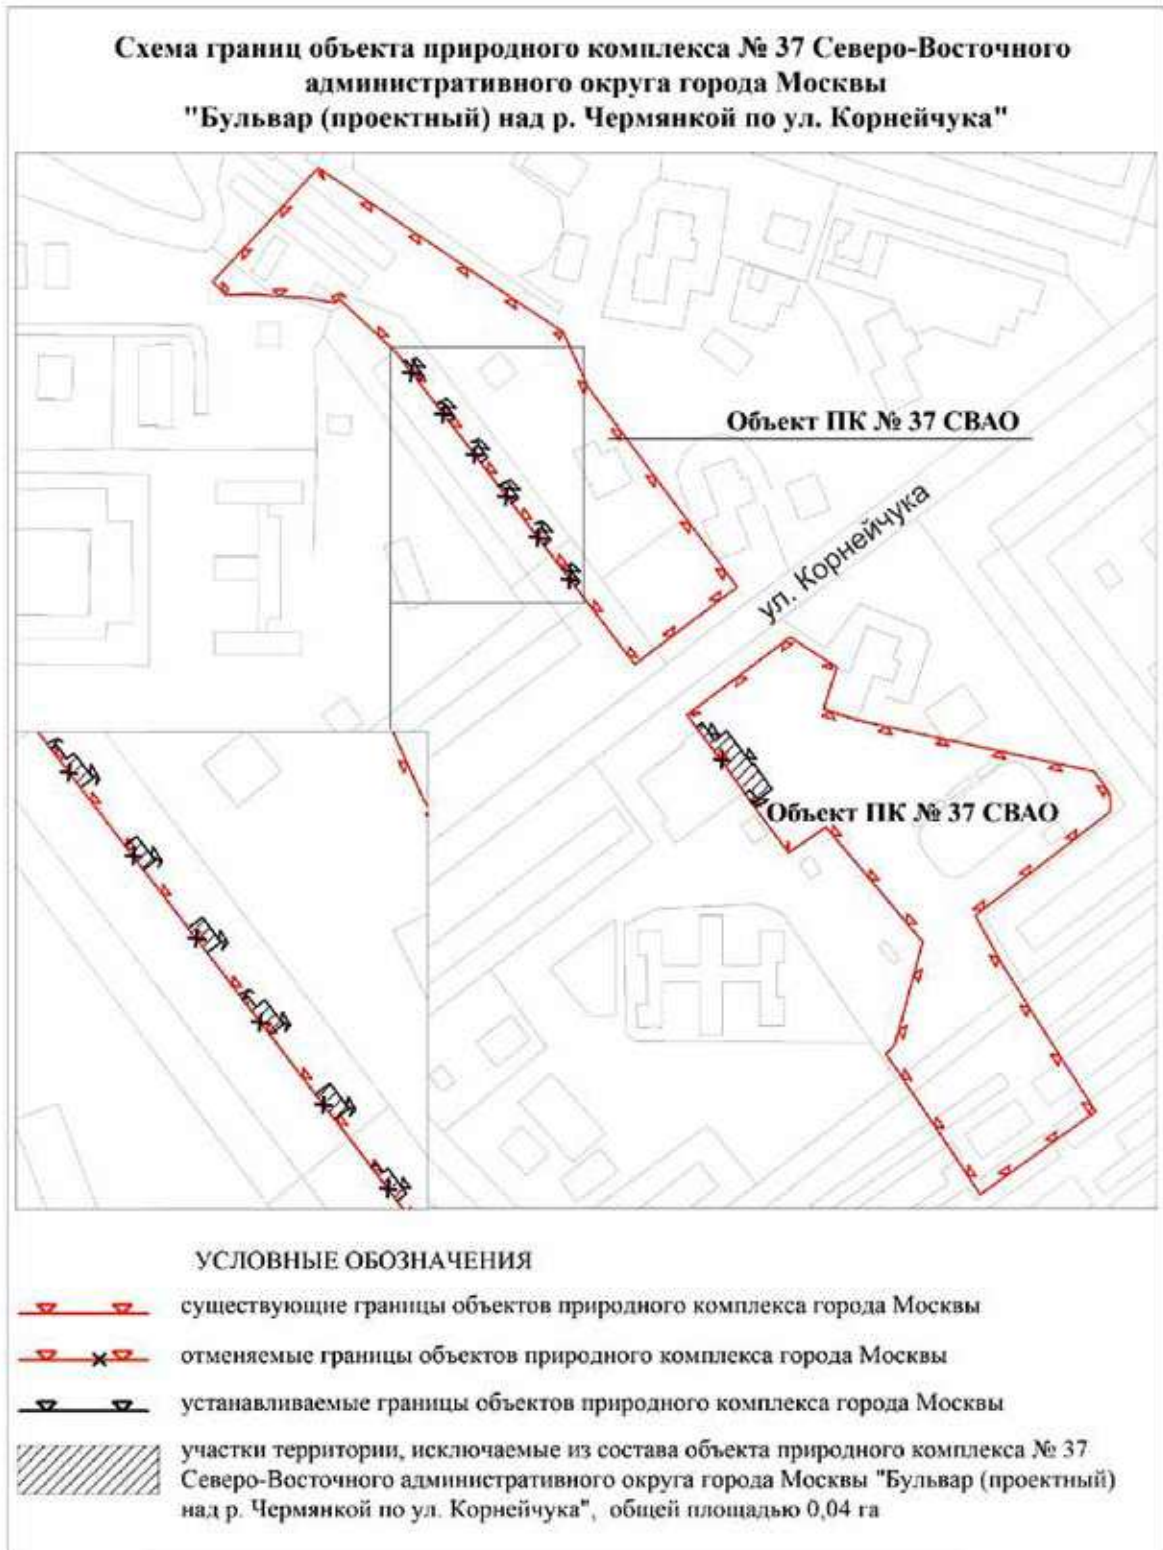 Схема границ объекта природного комплекса № 37 Северо-Восточного
административного округа города Москвы
"Бульвар (проектный) над р. Чермянкой по ул. Корнейчука"
Объект ПК № 37 СВАО
ул. Корнейчука
Объект ПК № 37 СВАО
УСЛОВНЫЕ ОБОЗНАЧЕНИЯ
существующие границы объектов природного комплекса города Москвы
отменяемые границы объектов природного комплекса города Москвы
устанавливаемые границы объектов природного комплекса города Москвы
участки территории, исключаемые из состава объекта природного комплекса № 37
Северо-Восточного административного округа города Москвы "Бульвар (проектный)
над р. Чермянкой по ул. Корнейчука", общей площадью 0,04 га